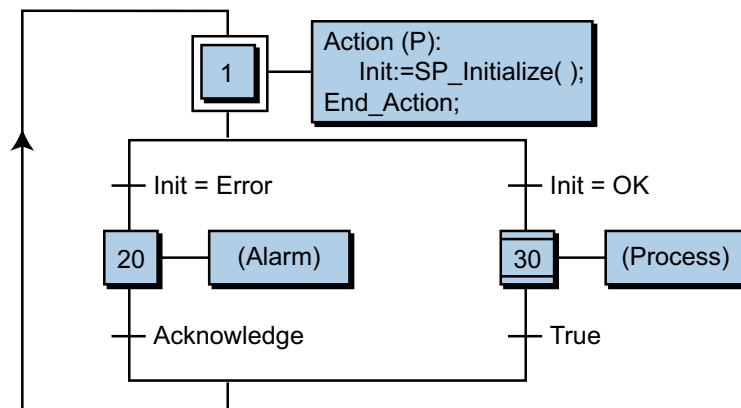 1
Action (P):
Init:=SP_Initialize( );
End_Action;
Init = Error
Init = OK
20
(Alarm)
30
(Process)
Acknowledge
True